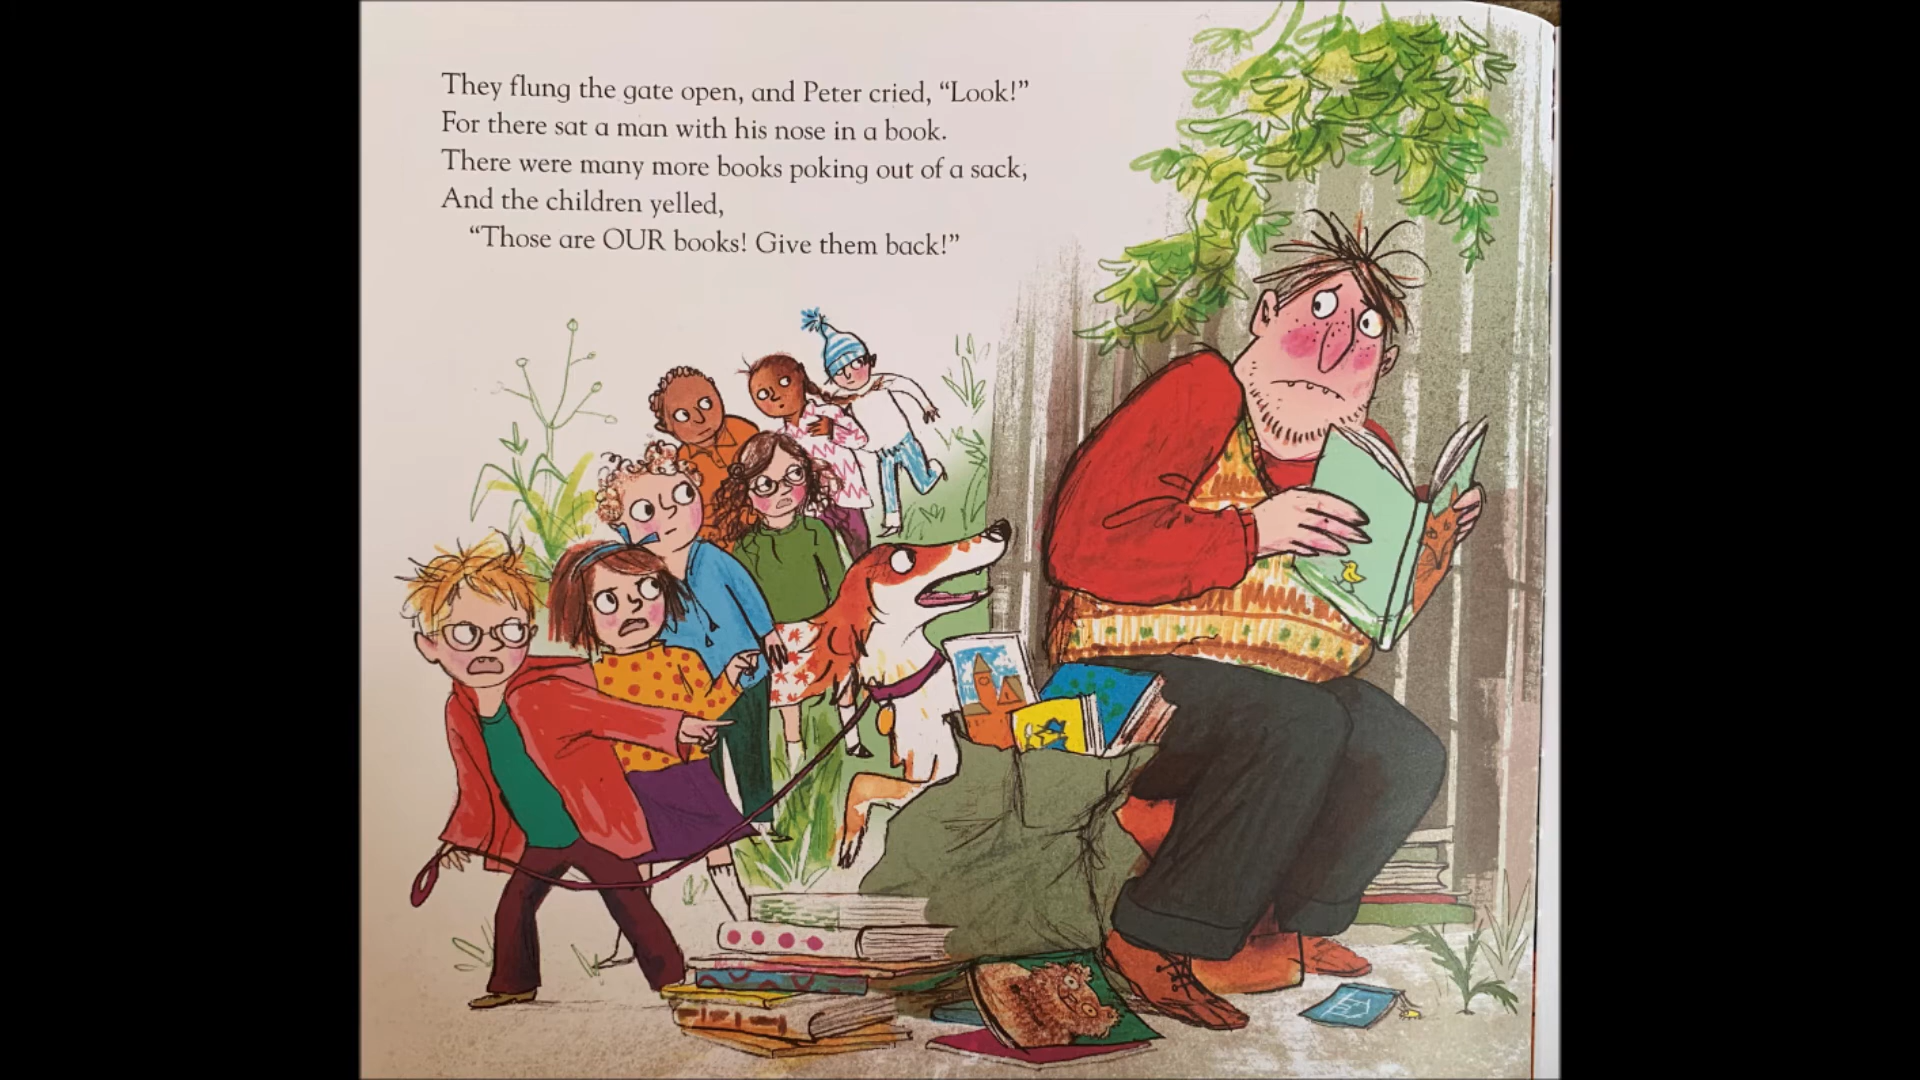 They flung the gate open, and Peter cried, “Look!”
For there sat a man with his nose in a book.
There were many more books poking out of a sack,
And the children yelled,
“Those are OUR books! Give them back!”